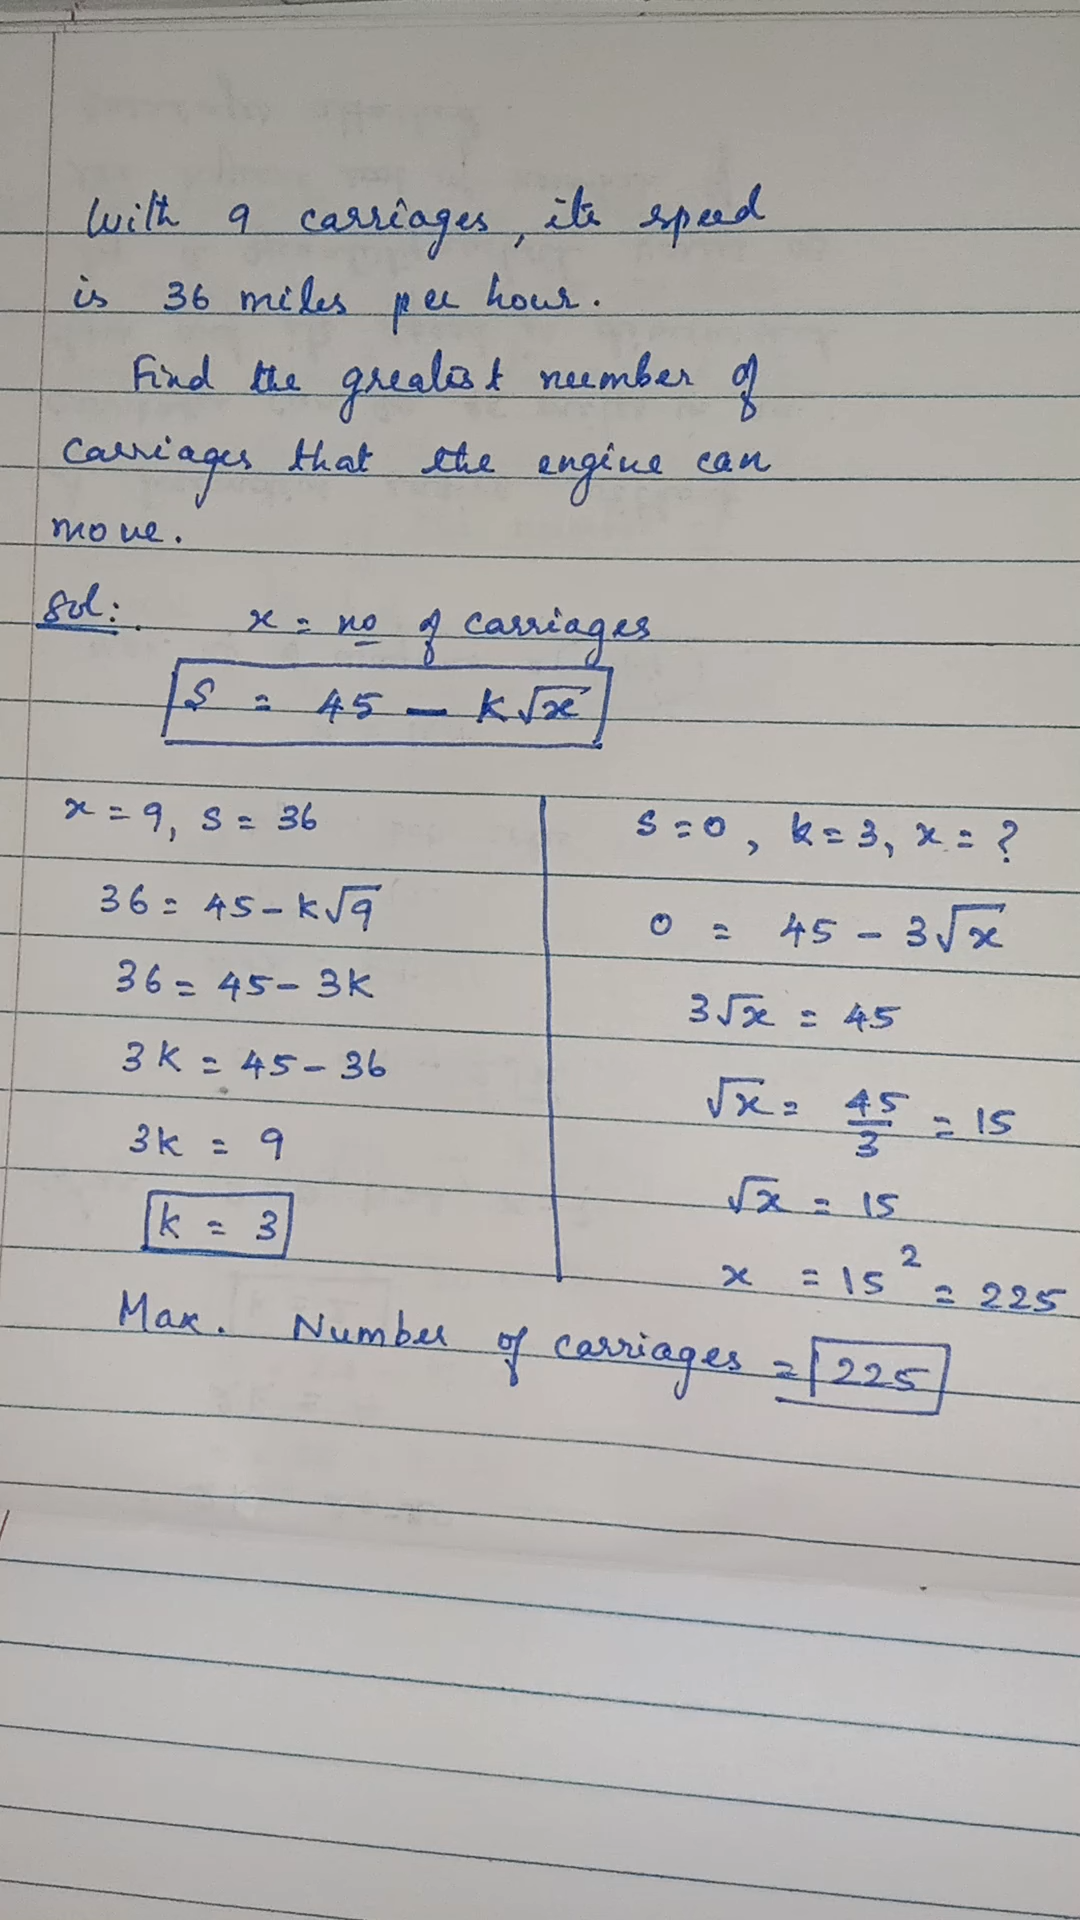 With 9 carriages, its speed
is 36 miles per hour.
Find the greatest number of
carriages that the engine can
move.
Sol:. x = no of carriages
S = 45 - k√x
x = 9, S = 36
36 = 45 - k√9
36 = 45 - 3k
3k = 45 - 36
3k = 9
k = 3
S = 0, k = 3, x = ?
0 = 45 - 3√x
3√x = 45
√x = 45/3 = 15
√x = 15
x = 15² = 225
Max. Number of carriages = 225